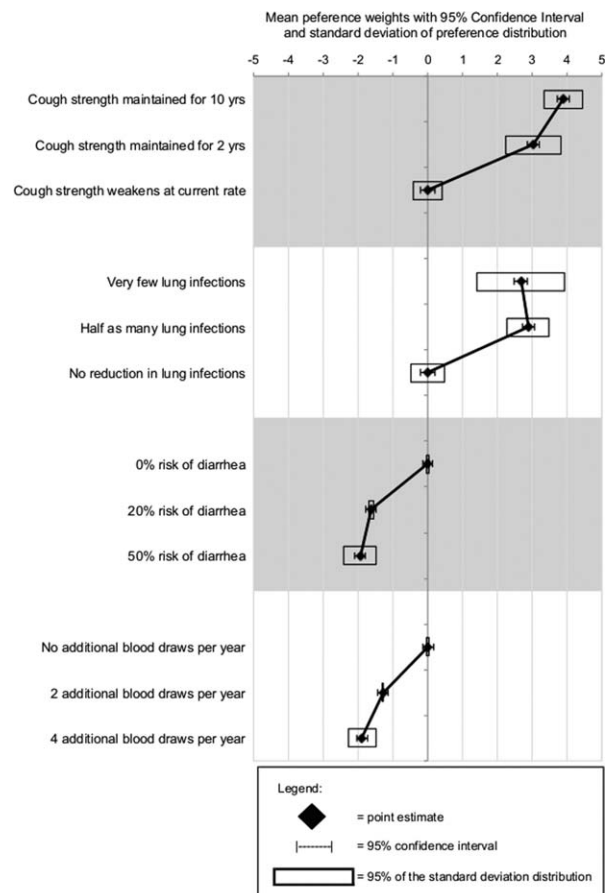 Mean peference weights with 95% Confidence Interval
and standard deviation of preference distribution
-5 -4 -3 -2 -1 0 1 2 3 4 5
Cough strength maintained for 10 yrs
Cough strength maintained for 2 yrs
Cough strength weakens at current rate
Very few lung infections
Half as many lung infections
No reduction in lung infections
0% risk of diarrhea
20% risk of diarrhea
50% risk of diarrhea
No additional blood draws per year
2 additional blood draws per year
4 additional blood draws per year
Legend:
= point estimate
= 95% confidence interval
= 95% of the standard deviation distribution